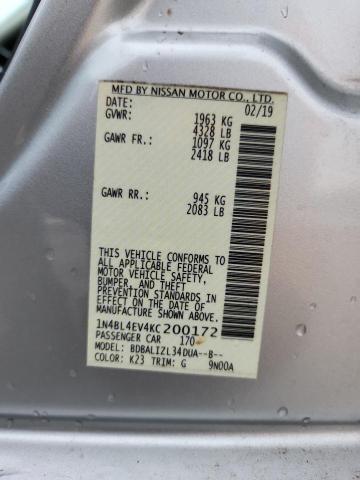 MFD BY NISSAN MOTOR CO., LTD.
DATE: 02/19
GVWR: 1963 KG
4328 LB
GAWR FR.: 1097 KG
2418 LB
GAWR RR.: 945 KG
2083 LB
THIS VEHICLE CONFORMS TO
ALL APPLICABLE FEDERAL
MOTOR VEHICLE SAFETY,
BUMPER, AND THEFT
PREVENTION STANDARDS IN
EFFECT ON THE DATE OF
MANUFACTURE SHOWN ABOVE.
1N4BL4EV4KC200172
PASSENGER CAR 170
MODEL: BDBALIZL34DUA--B--
COLOR: K23 TRIM: G 9N00A